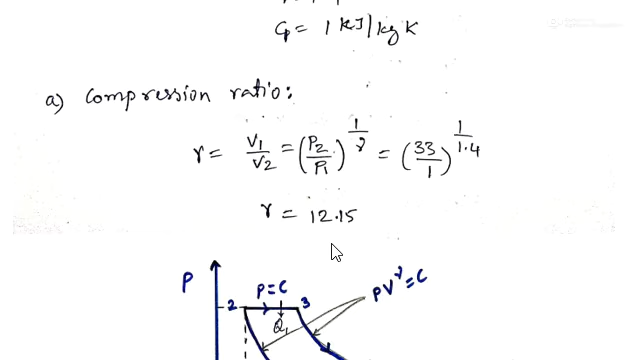 Cp = 1 kJ/kg K
a) Compression ratio:
r = V1/V2 = (P2/P1)^(1/γ) = (33/1)^(1/1.4)
r = 12.15
P
P=C
PV^γ=C
2
3
Q1